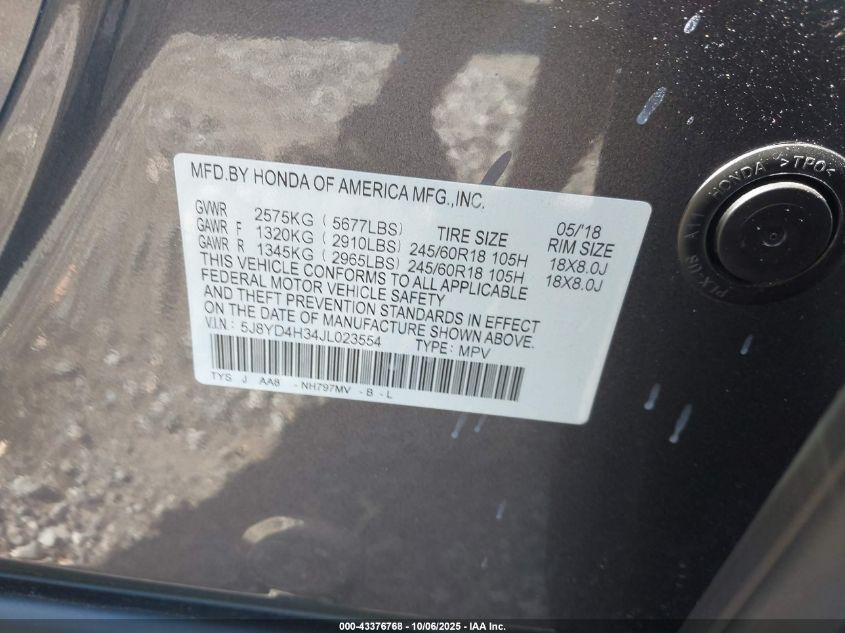 MFD.BY HONDA OF AMERICA MFG.,INC.
GVWR 2575KG (5677LBS) 05/'18
GAWR F 1320KG (2910LBS) TIRE SIZE RIM SIZE
GAWR R 1345KG (2965LBS) 245/60R18 105H 18X8.0J
245/60R18 105H 18X8.0J
THIS VEHICLE CONFORMS TO ALL APPLICABLE
FEDERAL MOTOR VEHICLE SAFETY
AND THEFT PREVENTION STANDARDS IN EFFECT
ON THE DATE OF MANUFACTURE SHOWN ABOVE.
V.I.N.: 5J8YD4H34JL023554 TYPE: MPV
TYS J AA8 -NH797MV -B -L
HONDA >TPO<
PLX-08 A11
000-43376768 - 10/06/2025 - IAA Inc.